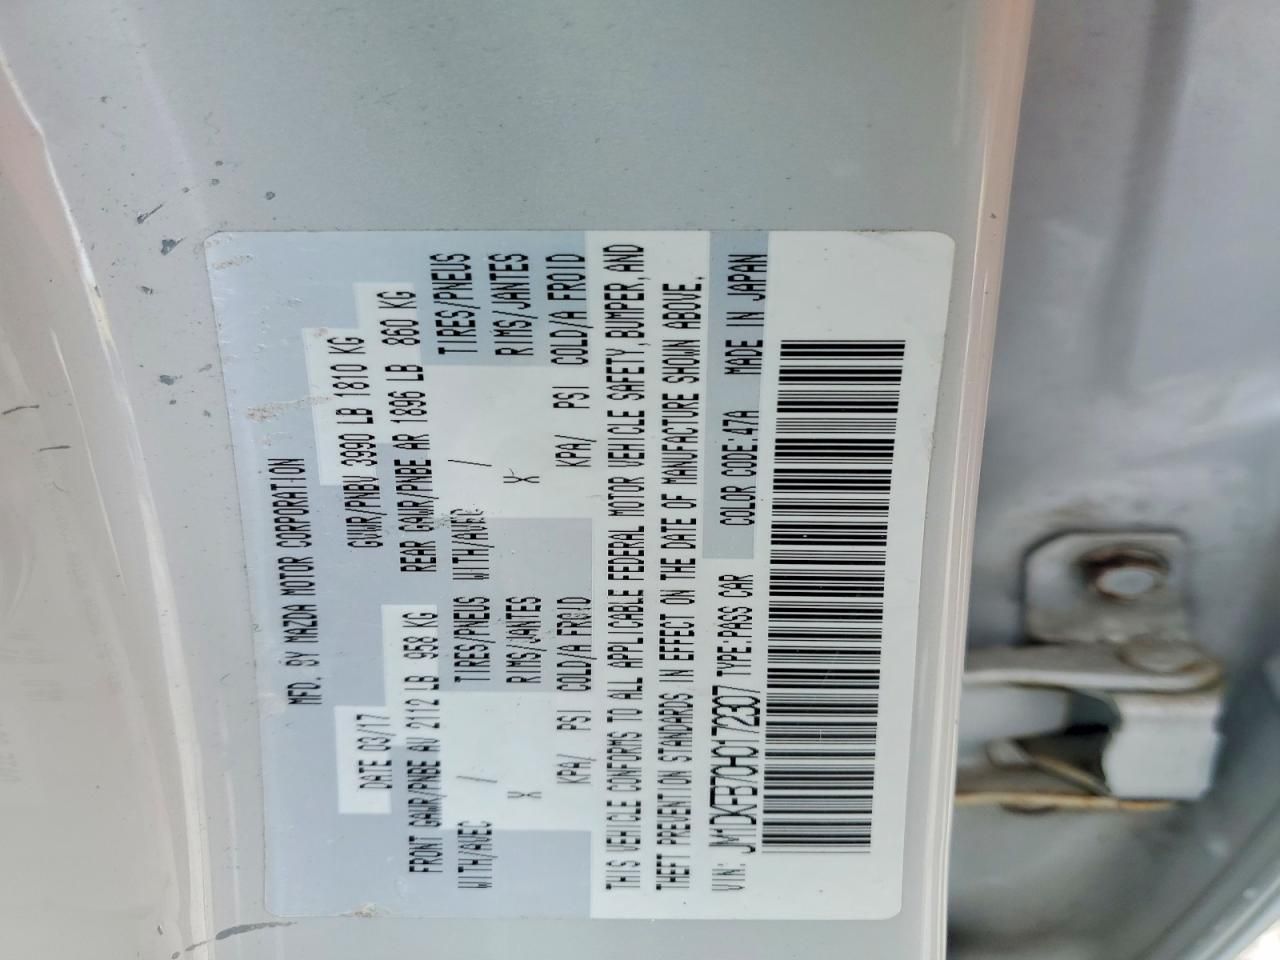 MFD. BY MAZDA MOTOR CORPORATION
DATE 03/17 GVWR/PNBV 3990 LB 1810 KG
FRONT GAWR/PNBE AV 2112 LB 958 KG REAR GAWR/PNBE AR 1896 LB 860 KG
WITH/AVEC / TIRES/PNEUS WITH/AVEC / TIRES/PNEUS
X RIMS/JANTES X RIMS/JANTES
KPA/ PSI COLD/A FROID KPA/ PSI COLD/A FROID
THIS VEHICLE CONFORMS TO ALL APPLICABLE FEDERAL MOTOR VEHICLE SAFETY, BUMPER, AND
THEFT PREVENTION STANDARDS IN EFFECT ON THE DATE OF MANUFACTURE SHOWN ABOVE.
VIN: JM1DKFB70H0172307 TYPE:PASS CAR COLOR CODE:47A MADE IN JAPAN